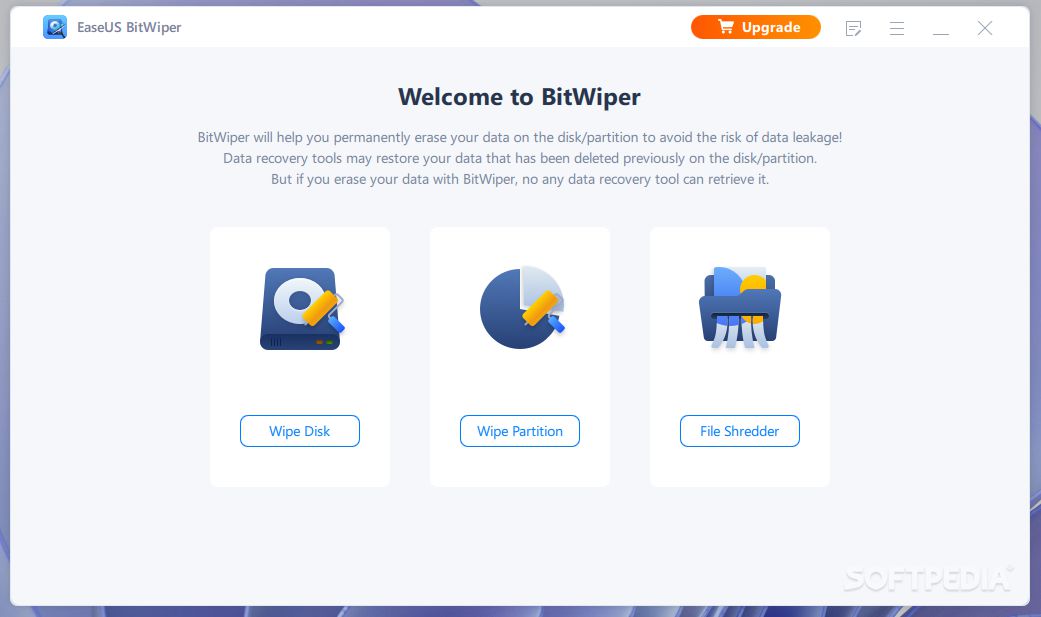 EaseUS BitWiper
Upgrade
Welcome to BitWiper
BitWiper will help you permanently erase your data on the disk/partition to avoid the risk of data leakage!
Data recovery tools may restore your data that has been deleted previously on the disk/partition.
But if you erase your data with BitWiper, no any data recovery tool can retrieve it.
Wipe Disk
Wipe Partition
File Shredder
SOFTPEDIA®